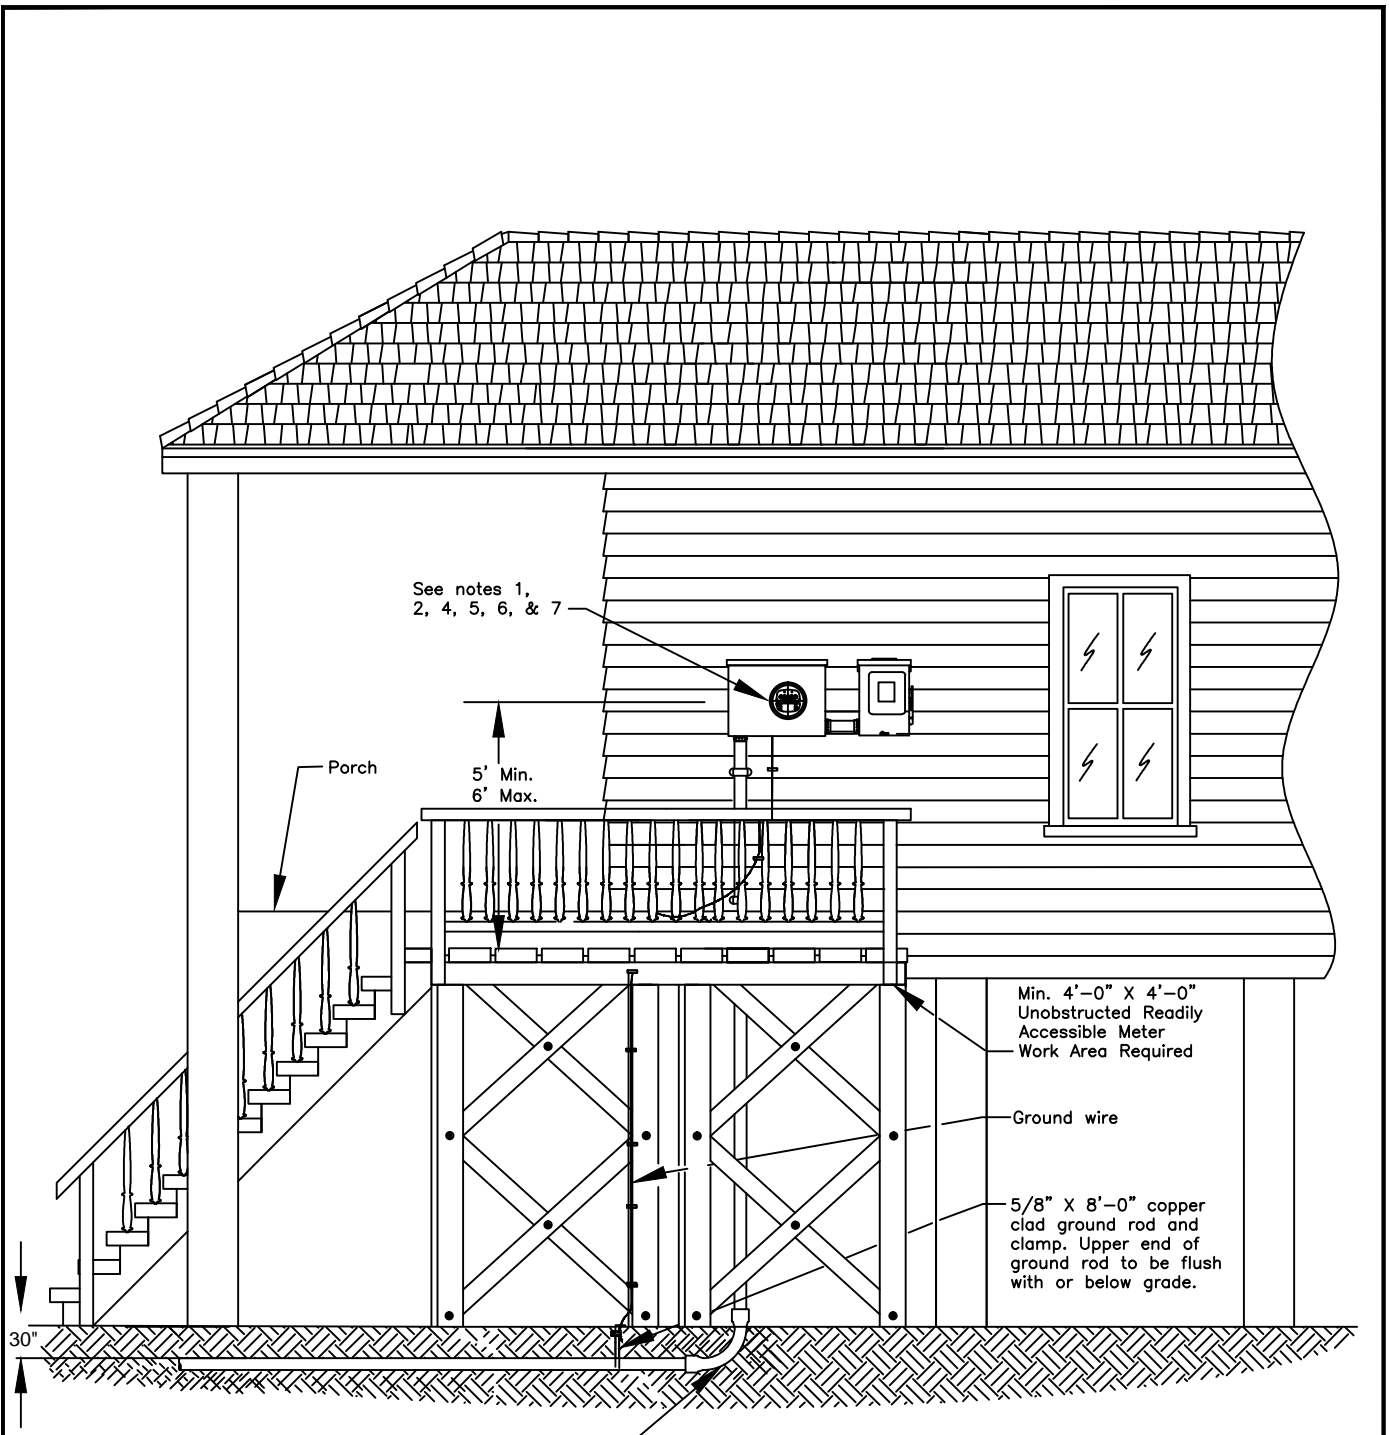 See notes 1,
2, 4, 5, 6, & 7
Porch
5' Min.
6' Max.
Min. 4'-0" X 4'-0"
Unobstructed Readily
Accessible Meter
Work Area Required
Ground wire
5/8" X 8'-0" copper
clad ground rod and
clamp. Upper end of
ground rod to be flush
with or below grade.
30"